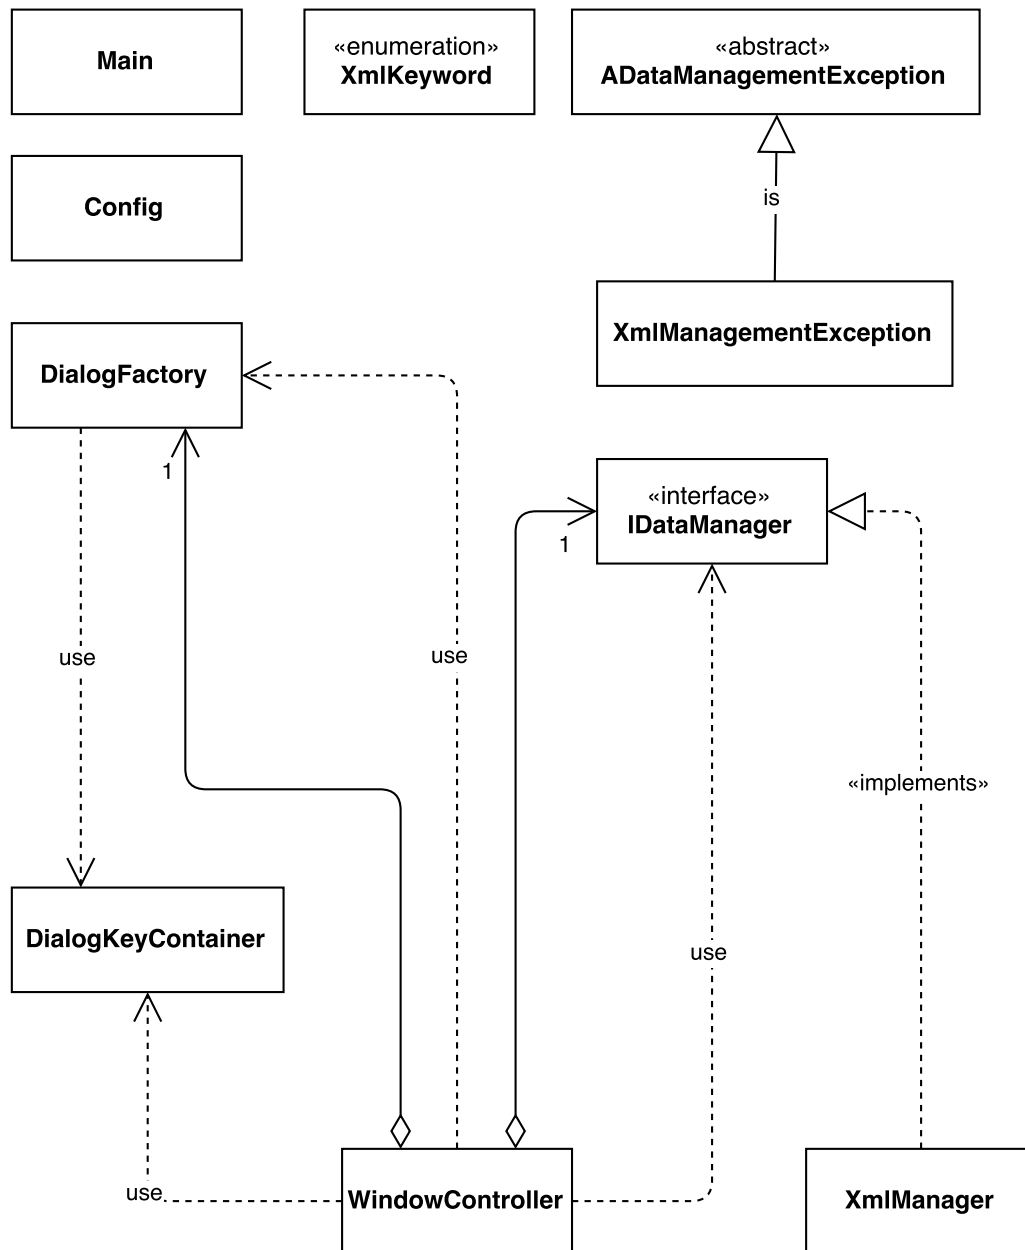 Main
«enumeration»
XmlKeyword
«abstract»
ADataManagementException
Config
is
XmlManagementException
DialogFactory
1
«interface»
IDataManager
1
use
use
«implements»
DialogKeyContainer
use
use
WindowController
XmlManager